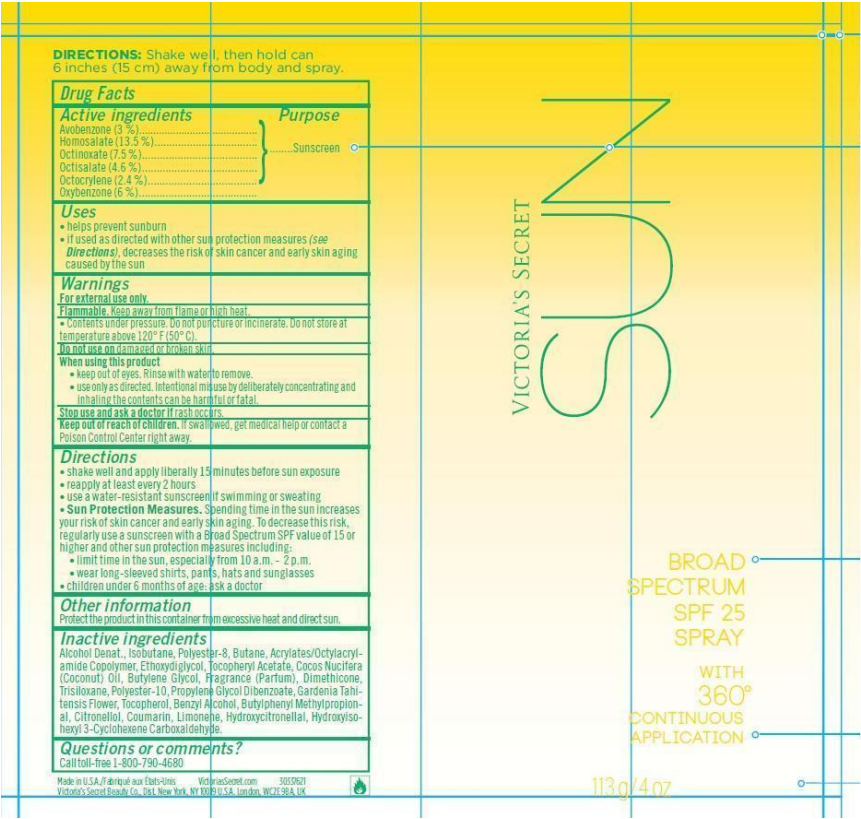 DIRECTIONS: Shake well, then hold can
6 inches (15 cm) away from body and spray.
Drug Facts
Active ingredients Purpose
Avobenzone (3 %)
Homosalate (13.5 %)
Octinoxate (7.5 %)
Octisalate (4.6 %)
Octocrylene (2.4 %)
Oxybenzone (6 %)
Sunscreen
Uses
• helps prevent sunburn
• if used as directed with other sun protection measures (see
Directions), decreases the risk of skin cancer and early skin aging
caused by the sun
Warnings
For external use only.
Flammable. Keep away from flame or high heat.
• Contents under pressure. Do not puncture or incinerate. Do not store at
temperature above 120° F (50° C).
Do not use on damaged or broken skin.
When using this product
• keep out of eyes. Rinse with water to remove.
• use only as directed. Intentional misuse by deliberately concentrating and
inhaling the contents can be harmful or fatal.
Stop use and ask a doctor if rash occurs.
Keep out of reach of children. If swallowed, get medical help or contact a
Poison Control Center right away.
Directions
• shake well and apply liberally 15 minutes before sun exposure
• reapply at least every 2 hours
• use a water-resistant sunscreen if swimming or sweating
• Sun Protection Measures. Spending time in the sun increases
your risk of skin cancer and early skin aging. To decrease this risk,
regularly use a sunscreen with a Broad Spectrum SPF value of 15 or
higher and other sun protection measures including:
• limit time in the sun, especially from 10 a.m. - 2 p.m.
• wear long-sleeved shirts, pants, hats and sunglasses
• children under 6 months of age: ask a doctor
Other information
Protect the product in this container from excessive heat and direct sun.
Inactive ingredients
Alcohol Denat., Isobutane, Polyester-8, Butane, Acrylates/Octylacryl-
amide Copolymer, Ethoxydiglycol, Tocopheryl Acetate, Cocos Nucifera
(Coconut) Oil, Butylene Glycol, Fragrance (Parfum), Dimethicone,
Trisiloxane, Polyester-10, Propylene Glycol Dibenzoate, Gardenia Tahi-
tensis Flower, Tocopherol, Benzyl Alcohol, Butylphenyl Methylpropion-
al, Citronellol, Coumarin, Limonene, Hydroxycitronellal, Hydroxyiso-
hexyl 3-Cyclohexene Carboxaldehyde.
Questions or comments?
Call toll-free 1-800-790-4680
Made in U.S.A./Fabriqué aux États-Unis VictoriasSecret.com 30337621
Victoria's Secret Beauty Co., Dist. New York, NY 10019 U.S.A. London, WC2E 9BA, UK
VICTORIA'S SECRET
SUN
BROAD
SPECTRUM
SPF 25
SPRAY
WITH
360°
CONTINUOUS
APPLICATION
113 g/4 oz